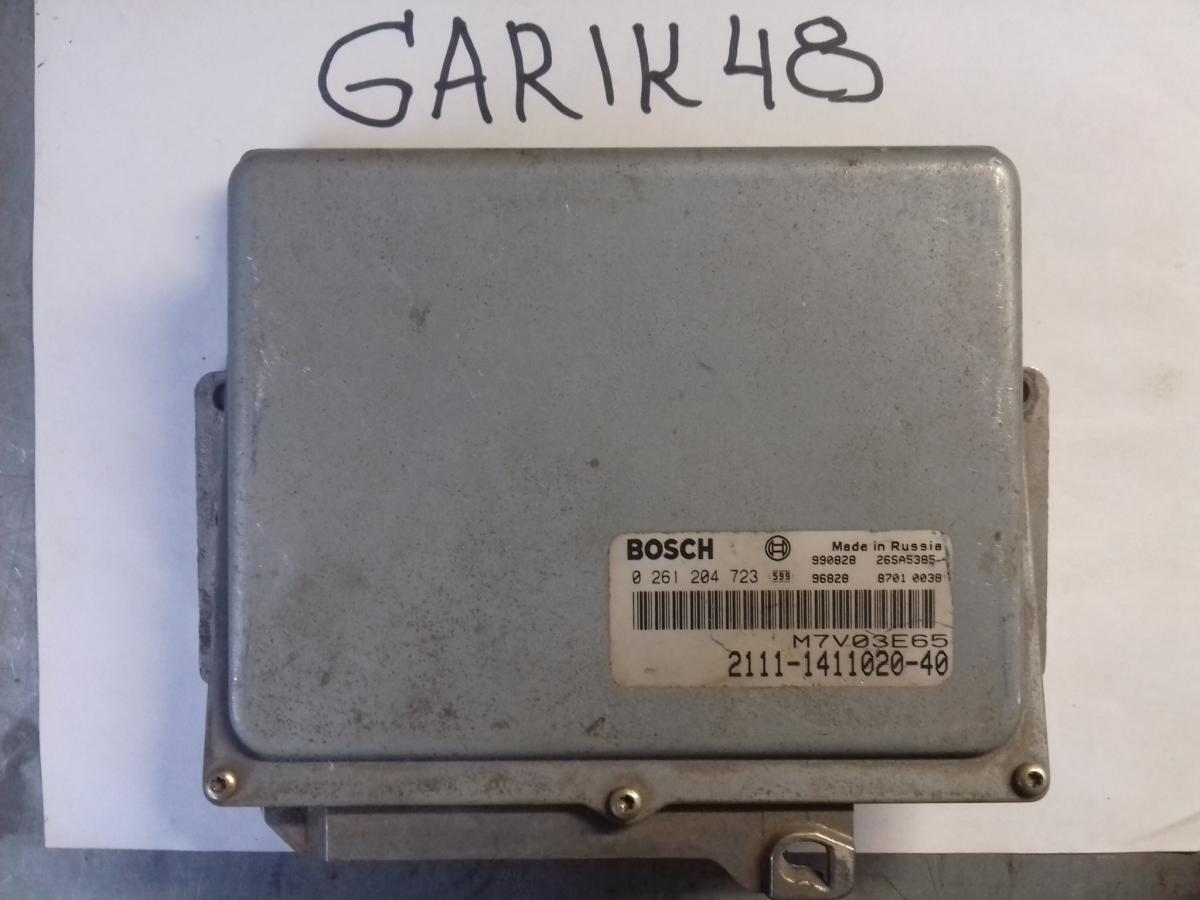 GARIK48
BOSCH Made in Russia
990828 26SA5385-
0 261 204 723 599 96828 8701 0038
M7V03E65
2111-1411020-40